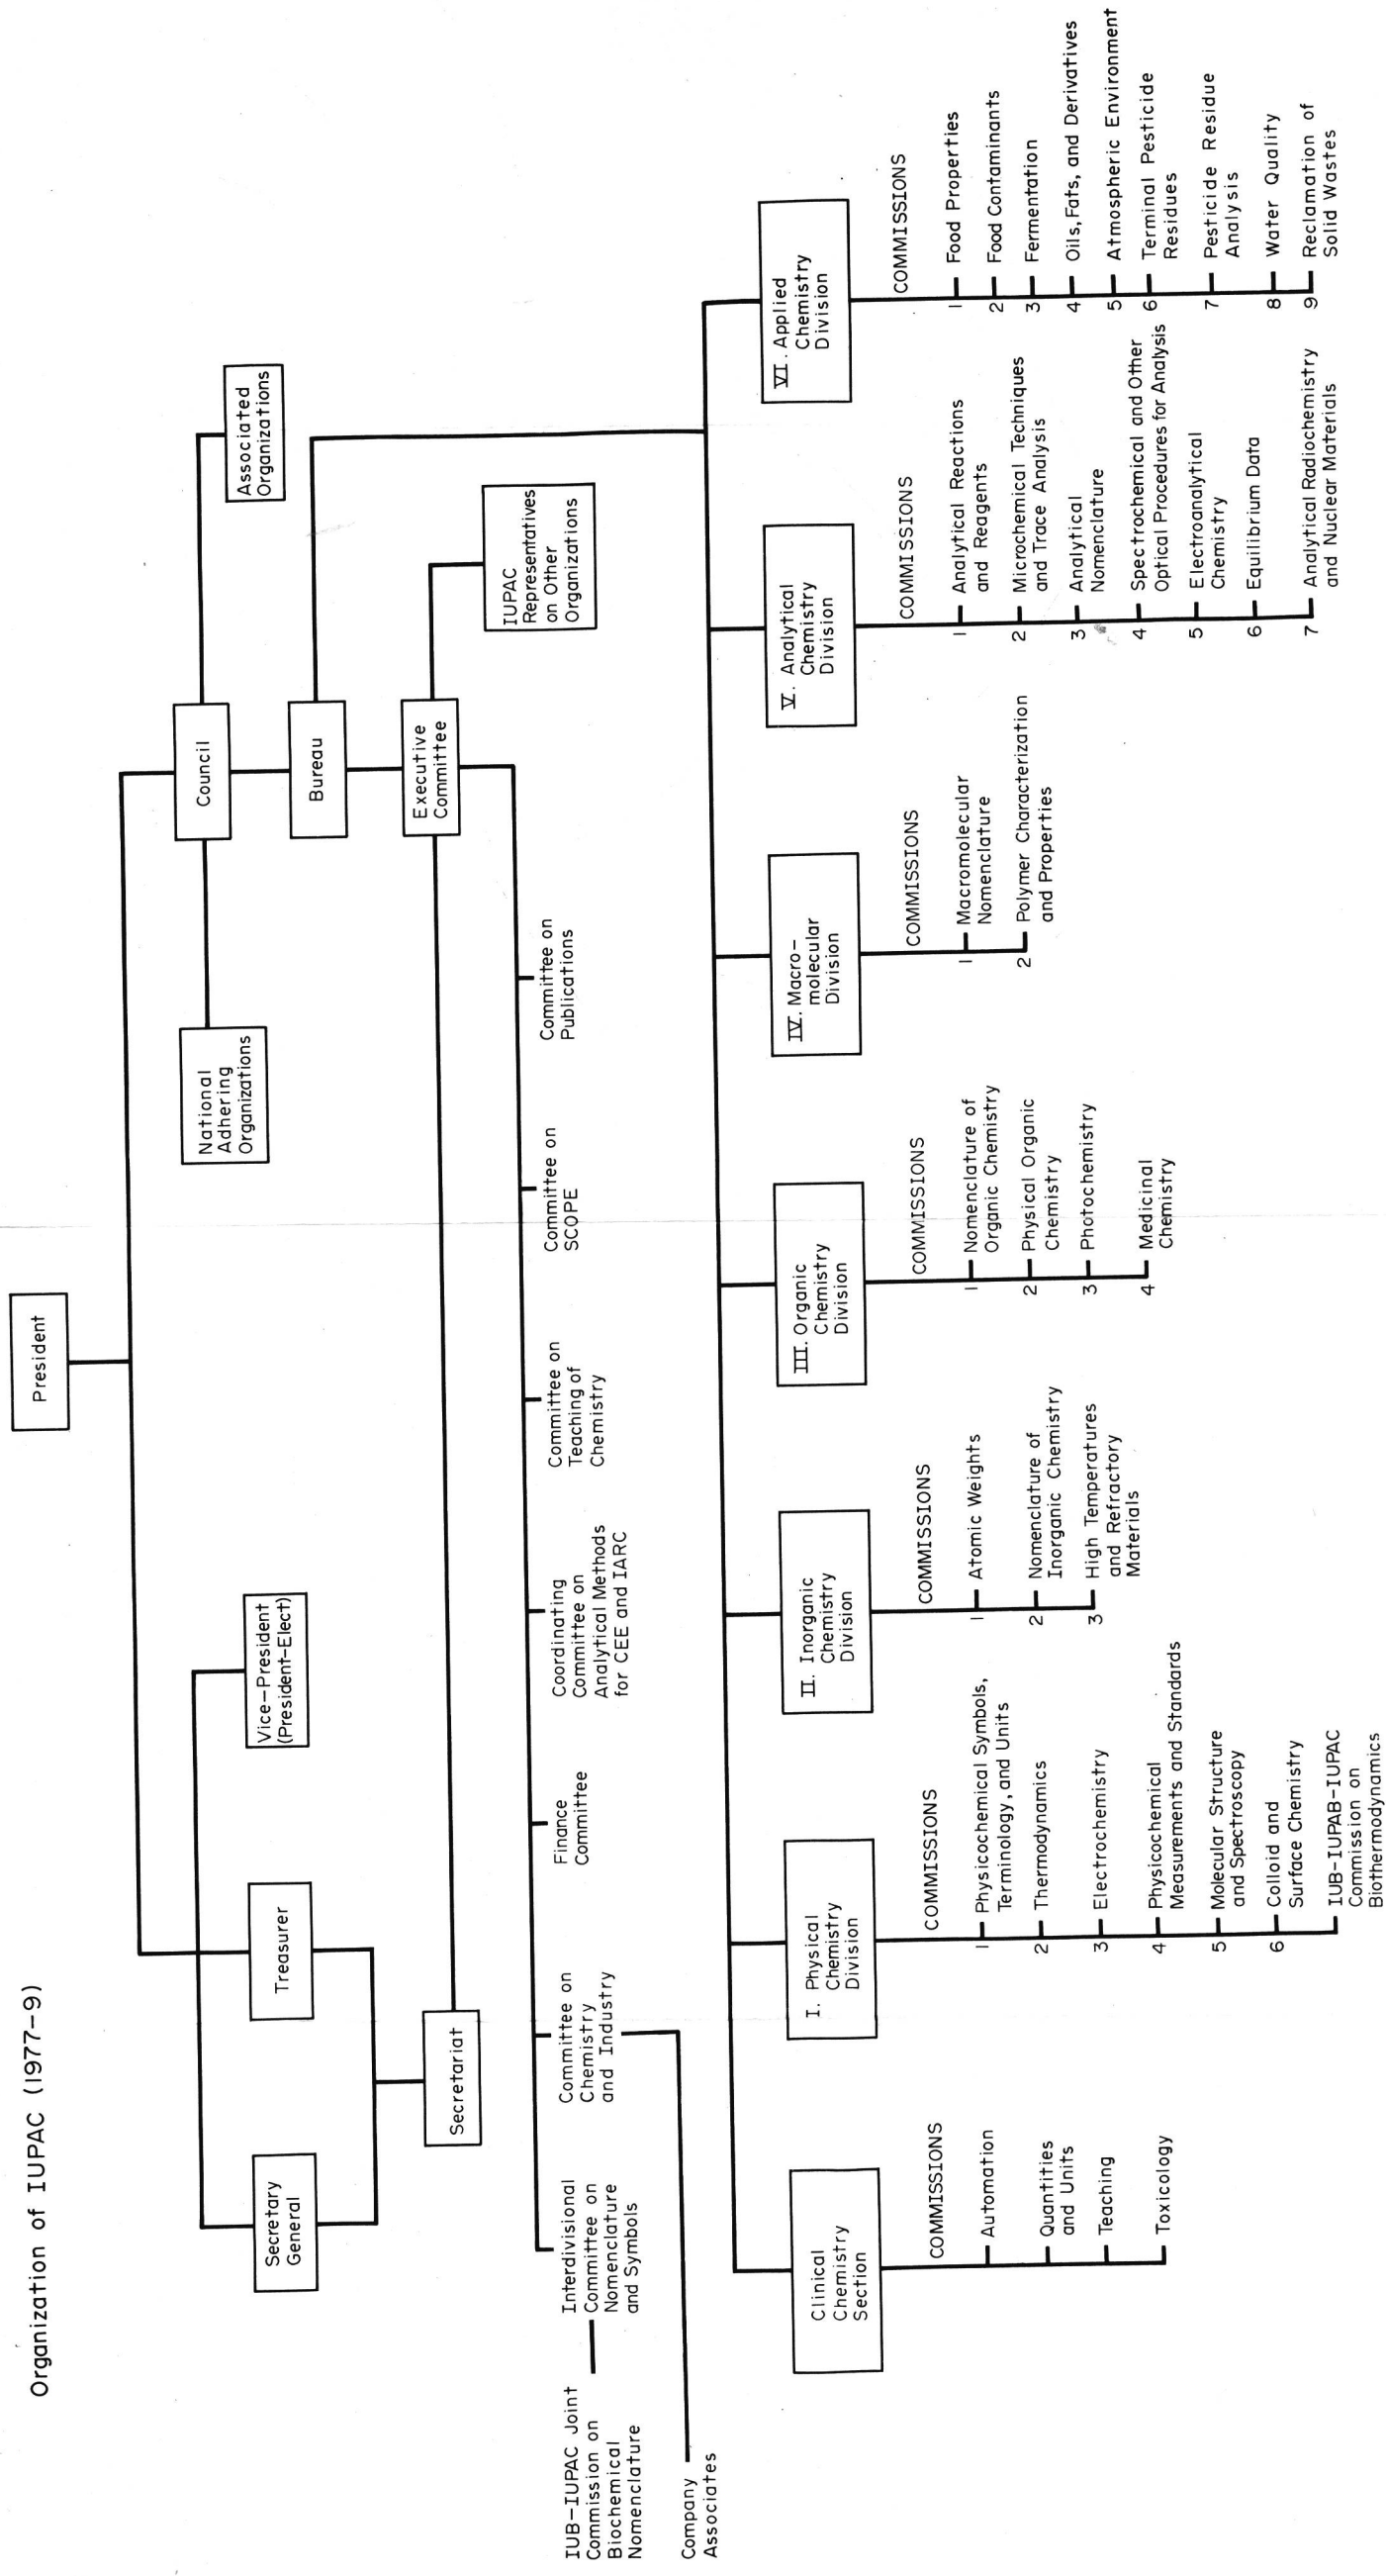 Organization of IUPAC (1977-9)
President
Secretary
General
Treasurer
Vice-President
(President-Elect)
Secretariat
National
Adhering
Organizations
Council
Associated
Organizations
Bureau
Executive
Committee
IUPAC
Representatives
on Other
Organizations
IUB-IUPAC Joint
Commission on
Biochemical
Nomenclature
Interdivisional
Committee on
Nomenclature
and Symbols
Company
Associates
Committee on
Chemistry
and Industry
Finance
Committee
Coordinating
Committee on
Analytical Methods
for CEE and IARC
Committee on
Teaching of
Chemistry
Committee on
SCOPE
Committee on
Publications
Clinical
Chemistry
Section
COMMISSIONS
Automation
Quantities
and Units
Teaching
Toxicology
I. Physical
Chemistry
Division
COMMISSIONS
1 Physicochemical Symbols,
Terminology, and Units
2 Thermodynamics
3 Electrochemistry
4 Physicochemical
Measurements and Standards
5 Molecular Structure
and Spectroscopy
6 Colloid and
Surface Chemistry
IUB-IUPAB-IUPAC
Commission on
Biothermodynamics
II. Inorganic
Chemistry
Division
COMMISSIONS
1 Atomic Weights
2 Nomenclature of
Inorganic Chemistry
3 High Temperatures
and Refractory
Materials
III. Organic
Chemistry
Division
COMMISSIONS
1 Nomenclature of
Organic Chemistry
2 Physical Organic
Chemistry
3 Photochemistry
4 Medicinal
Chemistry
IV. Macro-
molecular
Division
COMMISSIONS
1 Macromolecular
Nomenclature
2 Polymer Characterization
and Properties
V. Analytical
Chemistry
Division
COMMISSIONS
1 Analytical Reactions
and Reagents
2 Microchemical Techniques
and Trace Analysis
3 Analytical
Nomenclature
4 Spectrochemical and Other
Optical Procedures for Analysis
5 Electroanalytical
Chemistry
6 Equilibrium Data
7 Analytical Radiochemistry
and Nuclear Materials
VI. Applied
Chemistry
Division
COMMISSIONS
1 Food Properties
2 Food Contaminants
3 Fermentation
4 Oils, Fats, and Derivatives
5 Atmospheric Environment
6 Terminal Pesticide
Residues
7 Pesticide Residue
Analysis
8 Water Quality
9 Reclamation of
Solid Wastes